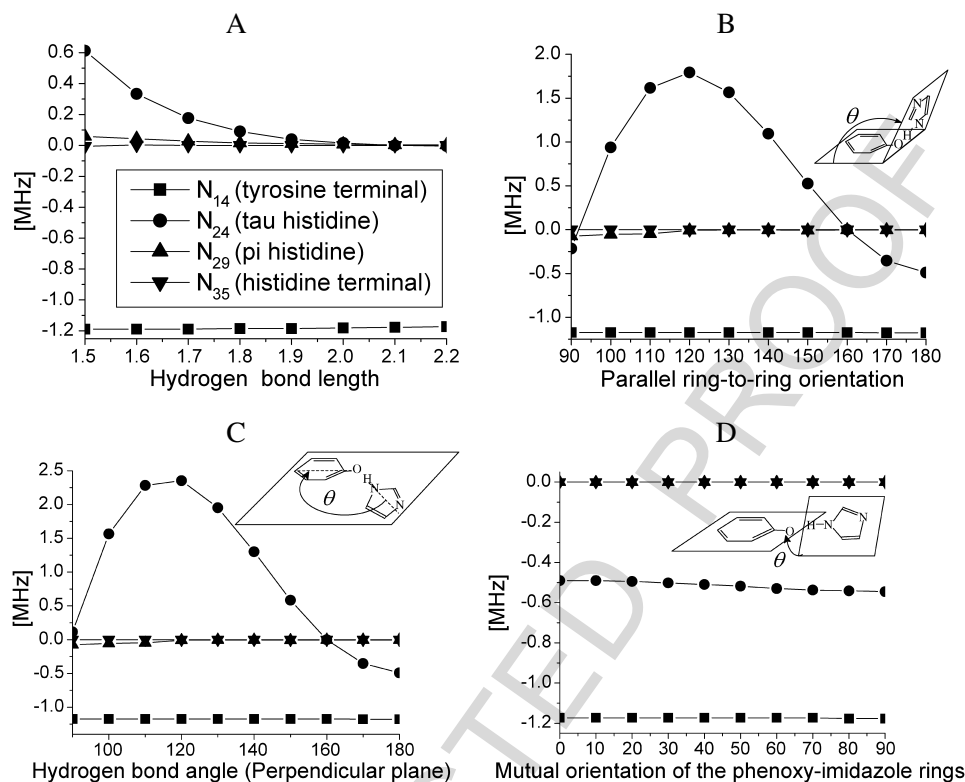 A
[MHz]
0.6
0.4
0.2
0.0
-0.2
-0.4
-0.6
-0.8
-1.0
-1.2
N14 (tyrosine terminal)
N24 (tau histidine)
N29 (pi histidine)
N35 (histidine terminal)
1.5 1.6 1.7 1.8 1.9 2.0 2.1 2.2
Hydrogen bond length
B
[MHz]
2.0
1.5
1.0
0.5
0.0
-0.5
-1.0
θ
O
H
N
N
90 100 110 120 130 140 150 160 170 180
Parallel ring-to-ring orientation
C
[MHz]
2.5
2.0
1.5
1.0
0.5
0.0
-0.5
-1.0
O
H
N
N
θ
100 120 140 160 180
Hydrogen bond angle (Perpendicular plane)
D
[MHz]
0.0
-0.2
-0.4
-0.6
-0.8
-1.0
-1.2
O
H-N
N
θ
0 10 20 30 40 50 60 70 80 90
Mutual orientation of the phenoxy-imidazole rings
TED PROOF